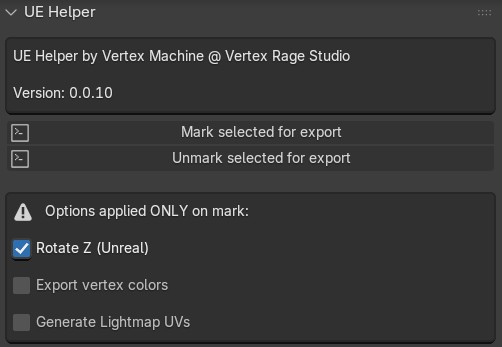 UE Helper
UE Helper by Vertex Machine @ Vertex Rage Studio
Version: 0.0.10
Mark selected for export
Unmark selected for export
Options applied ONLY on mark:
Rotate Z (Unreal)
Export vertex colors
Generate Lightmap UVs